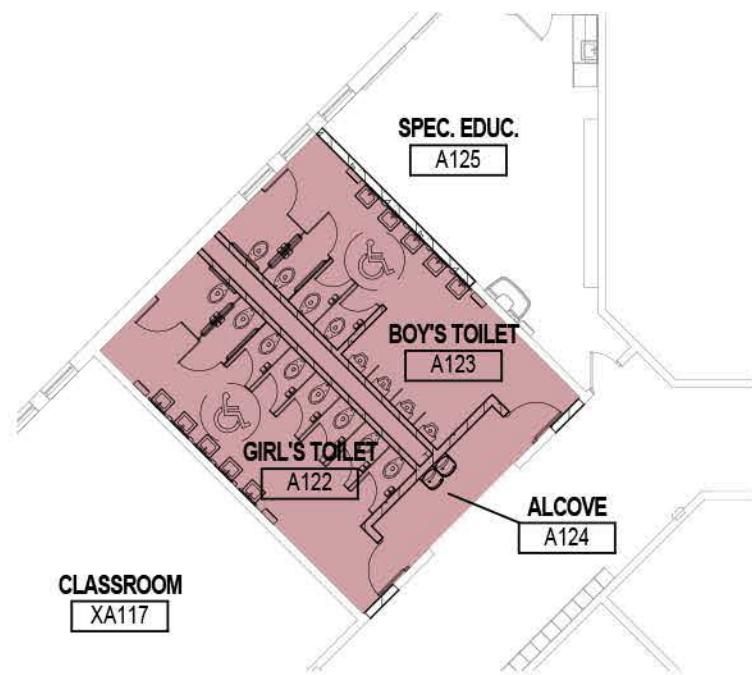 SPEC. EDUC.
A125
BOY'S TOILET
A123
GIRL'S TOILET
A122
ALCOVE
A124
CLASSROOM
XA117